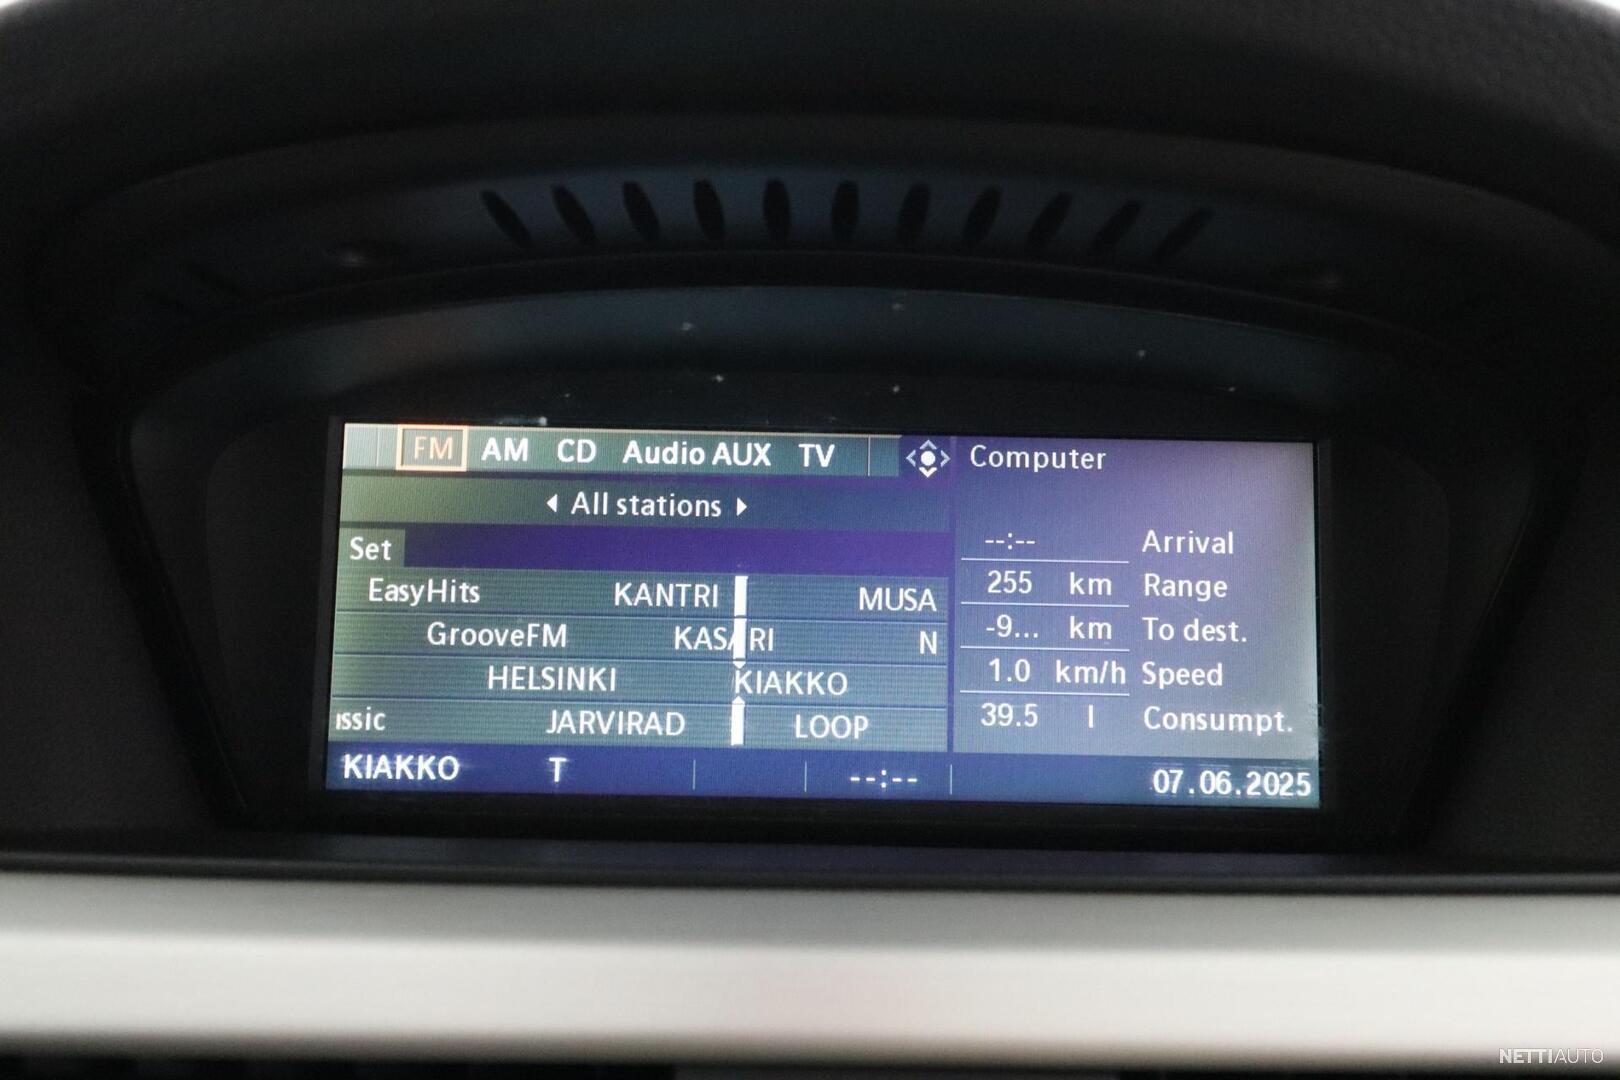 FM AM CD Audio AUX TV
All stations
Set
EasyHits KANTRI MUSA
GrooveFM KASARI N
HELSINKI KIAKKO
ssic JARVIRAD LOOP
KIAKKO T --:--
Computer
--:-- Arrival
255 km Range
-9... km To dest.
1.0 km/h Speed
39.5 l Consumpt.
07.06.2025
NETTIAUTO